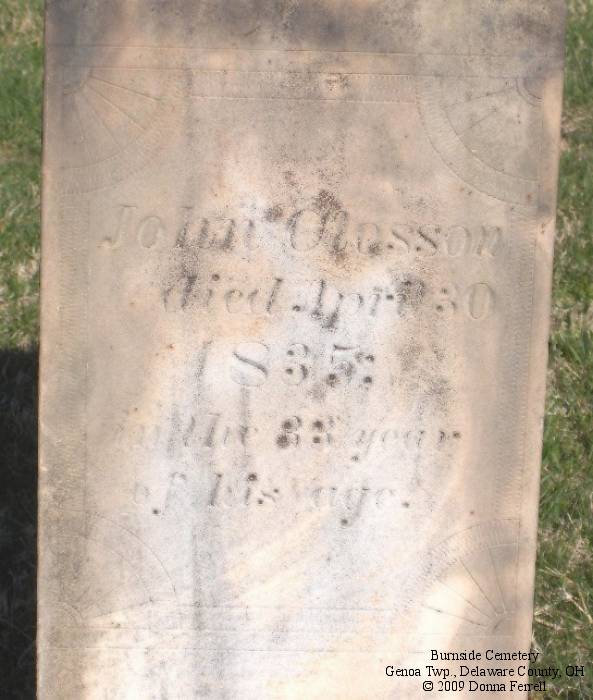 John Closson
died April 30
1835:
in the 33 year
of his age.
Burnside Cemetery
Genoa Twp., Delaware County, OH
© 2009 Donna Ferrell